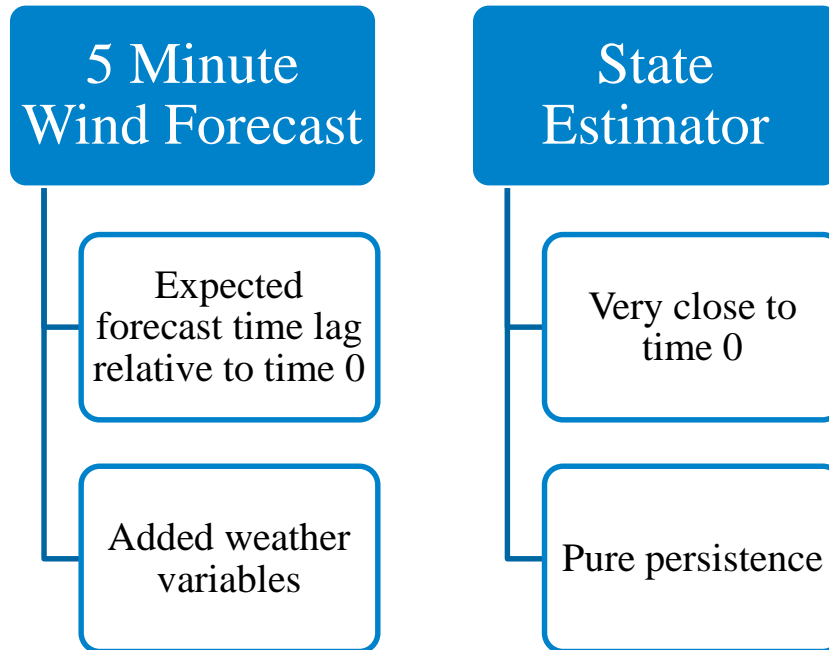 5 Minute
Wind Forecast
Expected
forecast time lag
relative to time 0
Added weather
variables
State
Estimator
Very close to
time 0
Pure persistence